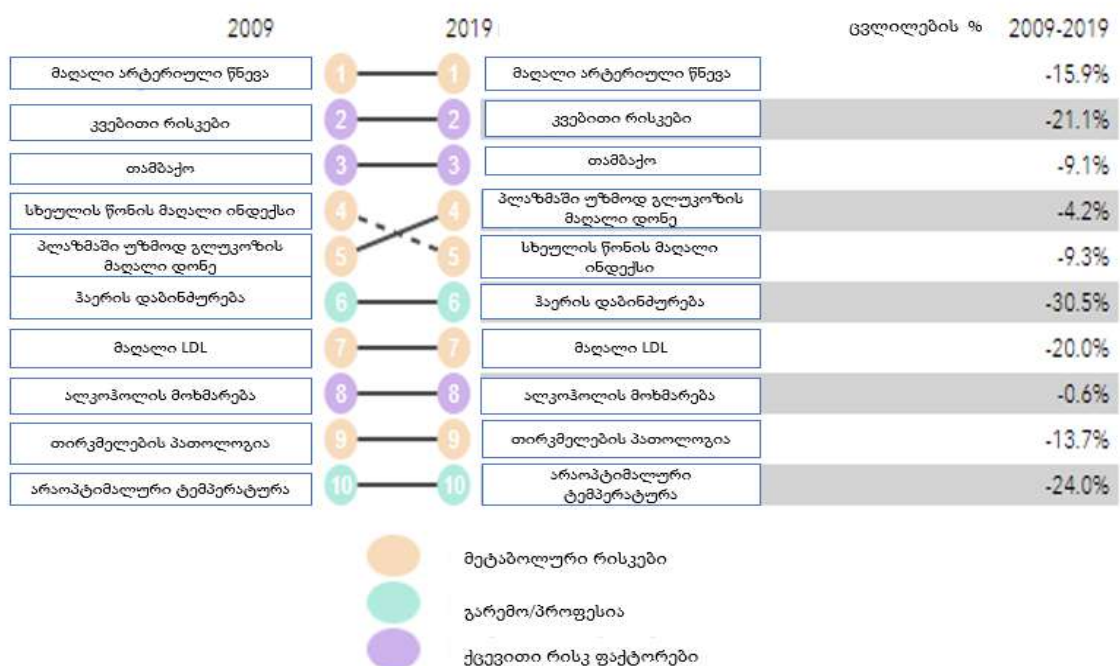 2009 2019 ცვლილების % 2009-2019
მაღალი არტერიული წნევა 1 1 მაღალი არტერიული წნევა -15.9%
კვებითი რისკები 2 2 კვებითი რისკები -21.1%
თამბაქო 3 3 თამბაქო -9.1%
სხეულის წონის მაღალი ინდექსი 4 4 პლაზმაში უზმოდ გლუკოზის
მაღალი დონე -4.2%
პლაზმაში უზმოდ გლუკოზის
მაღალი დონე 5 5 სხეულის წონის მაღალი
ინდექსი -9.3%
ჰაერის დაბინძურება 6 6 ჰაერის დაბინძურება -30.5%
მაღალი LDL 7 7 მაღალი LDL -20.0%
ალკოჰოლის მოხმარება 8 8 ალკოჰოლის მოხმარება -0.6%
თირკმელების პათოლოგია 9 9 თირკმელების პათოლოგია -13.7%
არაოპტიმალური ტემპერატურა 10 10 არაოპტიმალური
ტემპერატურა -24.0%
მეტაბოლური რისკები
გარემო/პროფესია
ქცევითი რისკ ფაქტორები